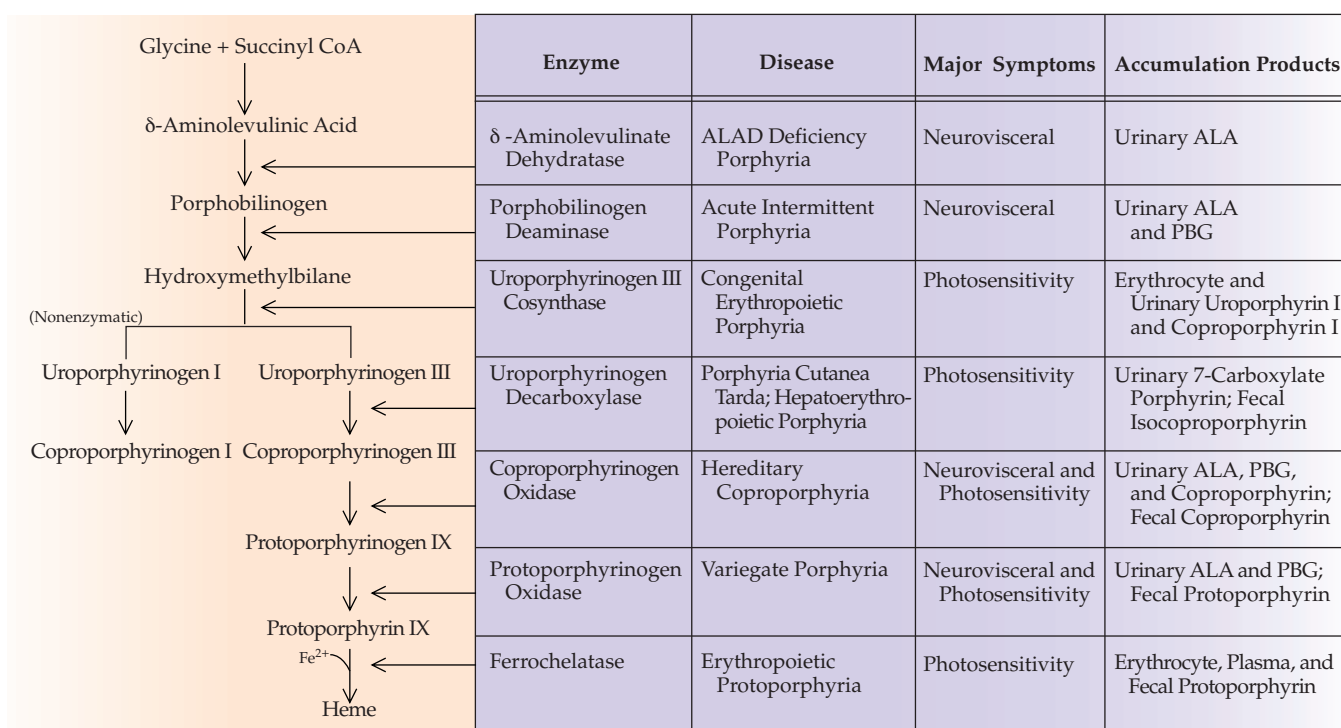 Glycine + Succinyl CoA
δ-Aminolevulinic Acid
Porphobilinogen
Hydroxymethylbilane
(Nonenzymatic)
Uroporphyrinogen I
Uroporphyrinogen III
Coproporphyrinogen I
Coproporphyrinogen III
Protoporphyrinogen IX
Protoporphyrin IX
Fe2+
Heme
Enzyme
Disease
Major Symptoms
Accumulation Products
δ -Aminolevulinate
Dehydratase
ALAD Deficiency
Porphyria
Neurovisceral
Urinary ALA
Porphobilinogen
Deaminase
Acute Intermittent
Porphyria
Neurovisceral
Urinary ALA
and PBG
Uroporphyrinogen III
Cosynthase
Congenital
Erythropoietic
Porphyria
Photosensitivity
Erythrocyte and
Urinary Uroporphyrin I
and Coproporphyrin I
Uroporphyrinogen
Decarboxylase
Porphyria Cutanea
Tarda; Hepatoerythro-
poietic Porphyria
Photosensitivity
Urinary 7-Carboxylate
Porphyrin; Fecal
Isocoproporphyrin
Coproporphyrinogen
Oxidase
Hereditary
Coproporphyria
Neurovisceral and
Photosensitivity
Urinary ALA, PBG,
and Coproporphyrin;
Fecal Coproporphyrin
Protoporphyrinogen
Oxidase
Variegate Porphyria
Neurovisceral and
Photosensitivity
Urinary ALA and PBG;
Fecal Protoporphyrin
Ferrochelatase
Erythropoietic
Protoporphyria
Photosensitivity
Erythrocyte, Plasma, and
Fecal Protoporphyrin